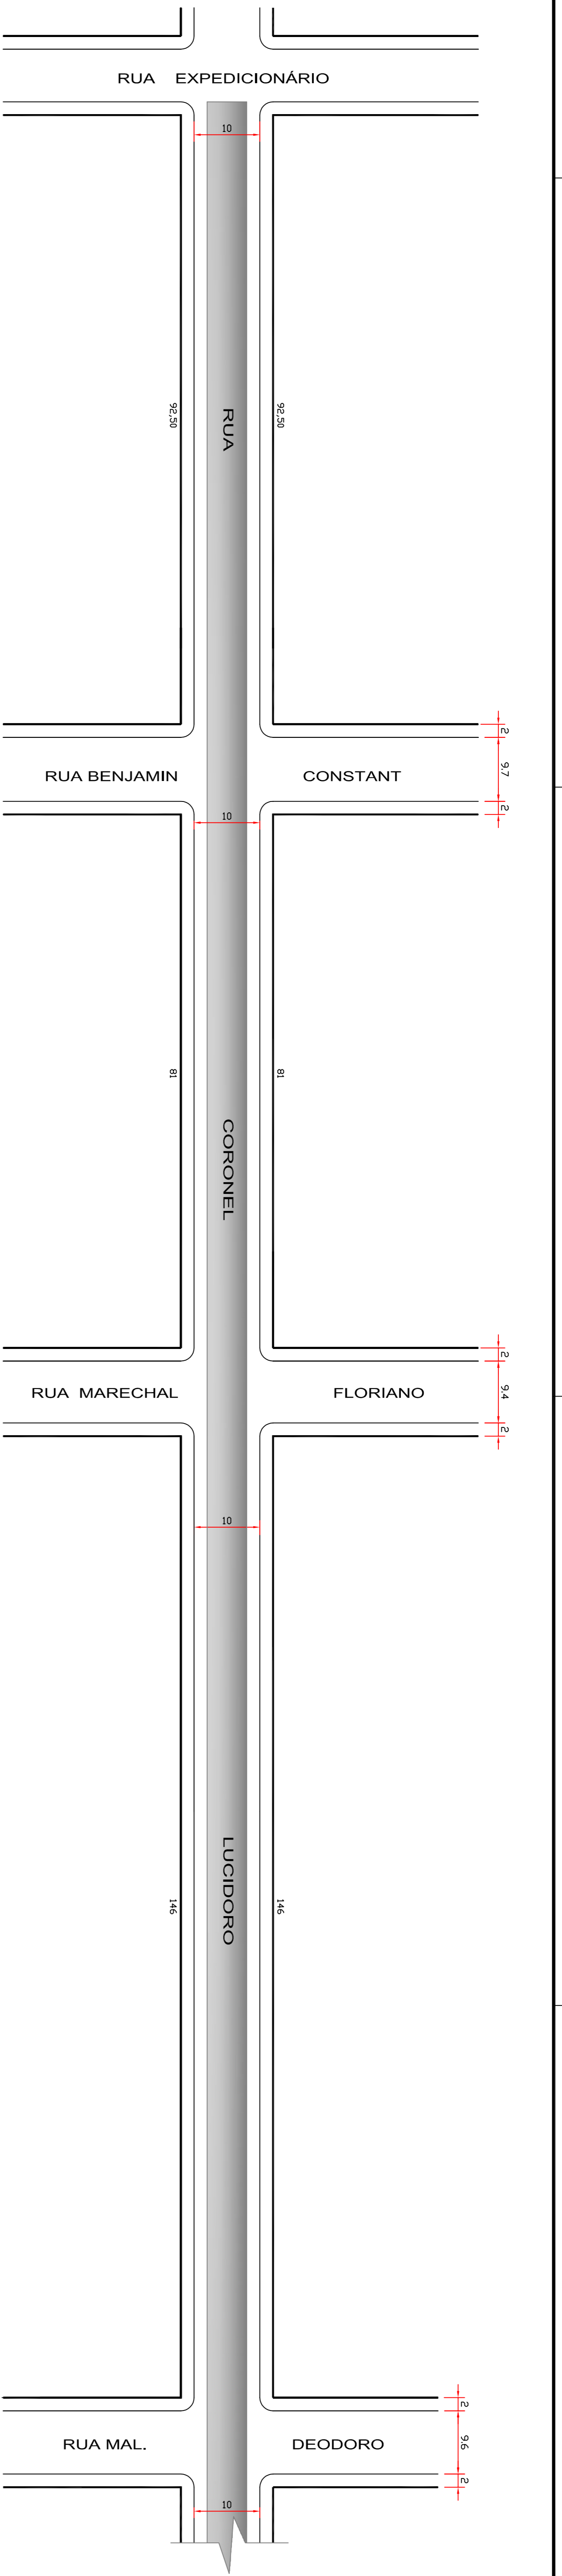 RUA EXPEDICIONÁRIO
10
92,50
RUA
92,50
2
9.7
2
RUA BENJAMIN
CONSTANT
10
81
81
CORONEL
2
9.4
2
RUA MARECHAL
FLORIANO
10
LUCIDORO
146
146
2
9.6
2
RUA MAL.
DEODORO
10